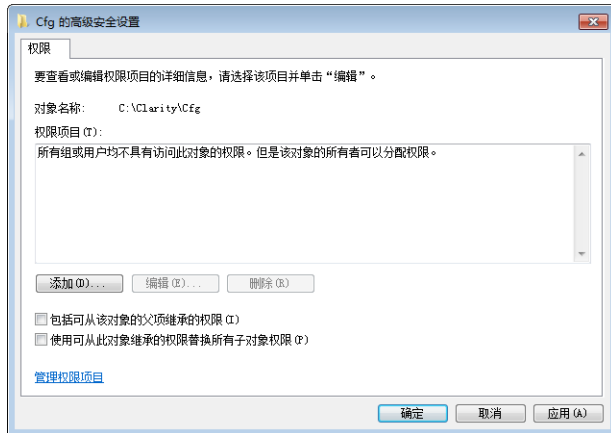 Cfg 的高级安全设置
权限
要查看或编辑权限项目的详细信息，请选择该项目并单击“编辑”。
对象名称: C:\Clarity\Cfg
权限项目(T):
所有组或用户均不具有访问此对象的权限。但是该对象的所有者可以分配权限。
添加(D)... 编辑(E)... 删除(R)
包括可从该对象的父项继承的权限(I)
使用可从此对象继承的权限替换所有子对象权限(P)
管理权限项目
确定 取消 应用(A)